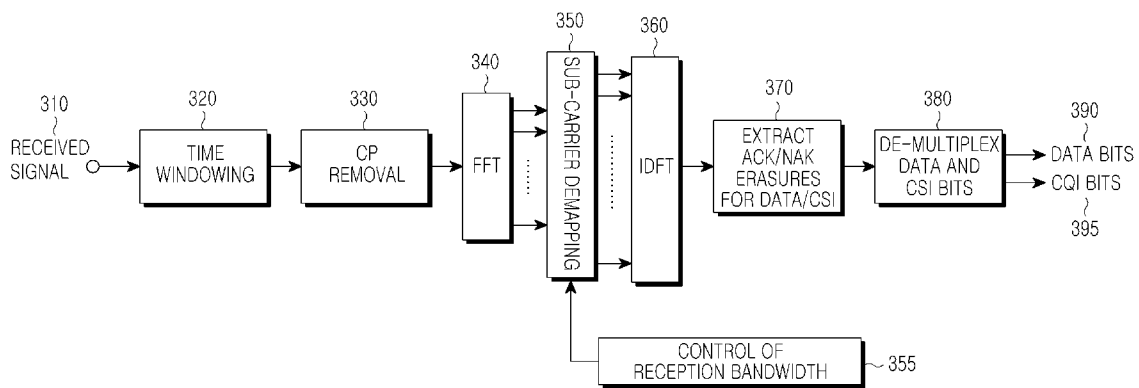 310
RECEIVED
SIGNAL
320
TIME
WINDOWING
330
CP
REMOVAL
340
FFT
350
SUB-CARRIER DEMAPPING
360
IDFT
370
EXTRACT
ACK/NAK
ERASURES
FOR DATA/CSI
380
DE-MULTIPLEX
DATA AND
CSI BITS
390
DATA BITS
CQI BITS
395
CONTROL OF
RECEPTION BANDWIDTH
355